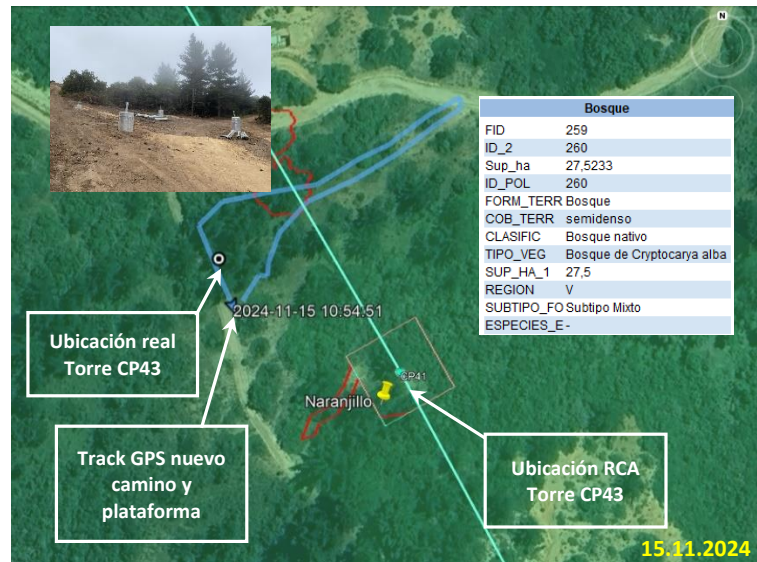 N
Bosque
FID 259
ID_2 260
Sup_ha 27,5233
ID_POL 260
FORM_TERR Bosque
COB_TERR semidenso
CLASIFIC Bosque nativo
TIPO_VEG Bosque de Cryptocarya alba
SUP_HA_1 27,5
REGION V
SUBTIPO_FO Subtipo Mixto
ESPECIES_E -
2024-11-15 10:54:51
Ubicación real
Torre CP43
CP41
Naranjillo
Track GPS nuevo
camino y
plataforma
Ubicación RCA
Torre CP43
15.11.2024